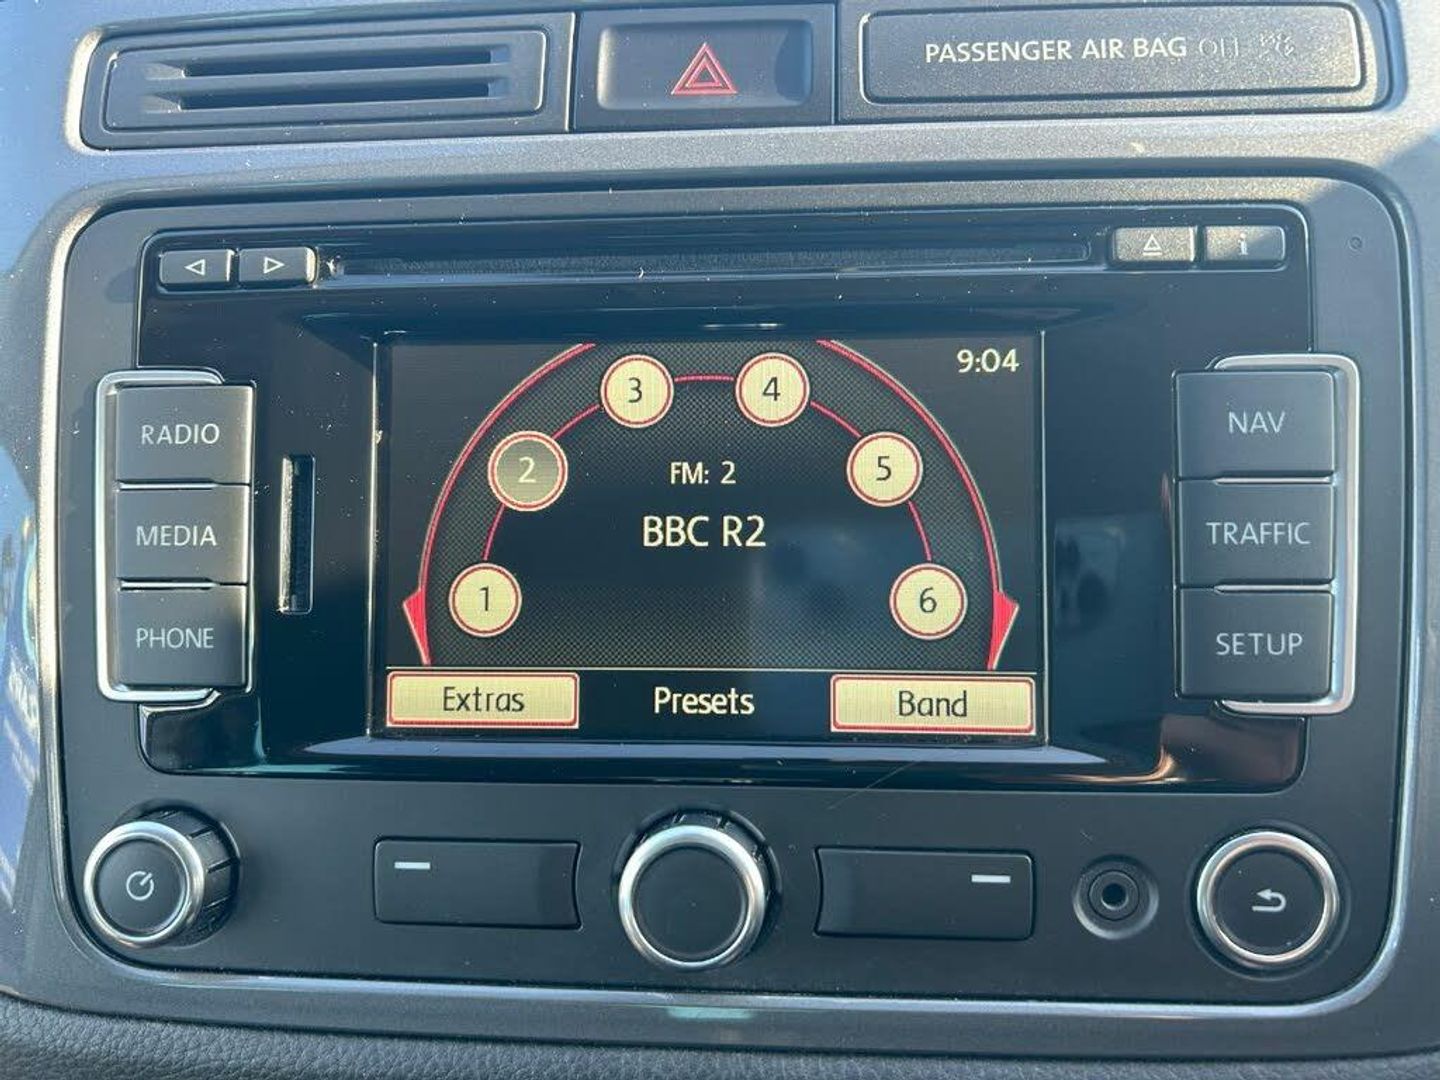 PASSENGER AIR BAG OFF
RADIO
MEDIA
PHONE
9:04
3
4
2
5
FM: 2
BBC R2
1
6
Extras
Presets
Band
NAV
TRAFFIC
SETUP
i